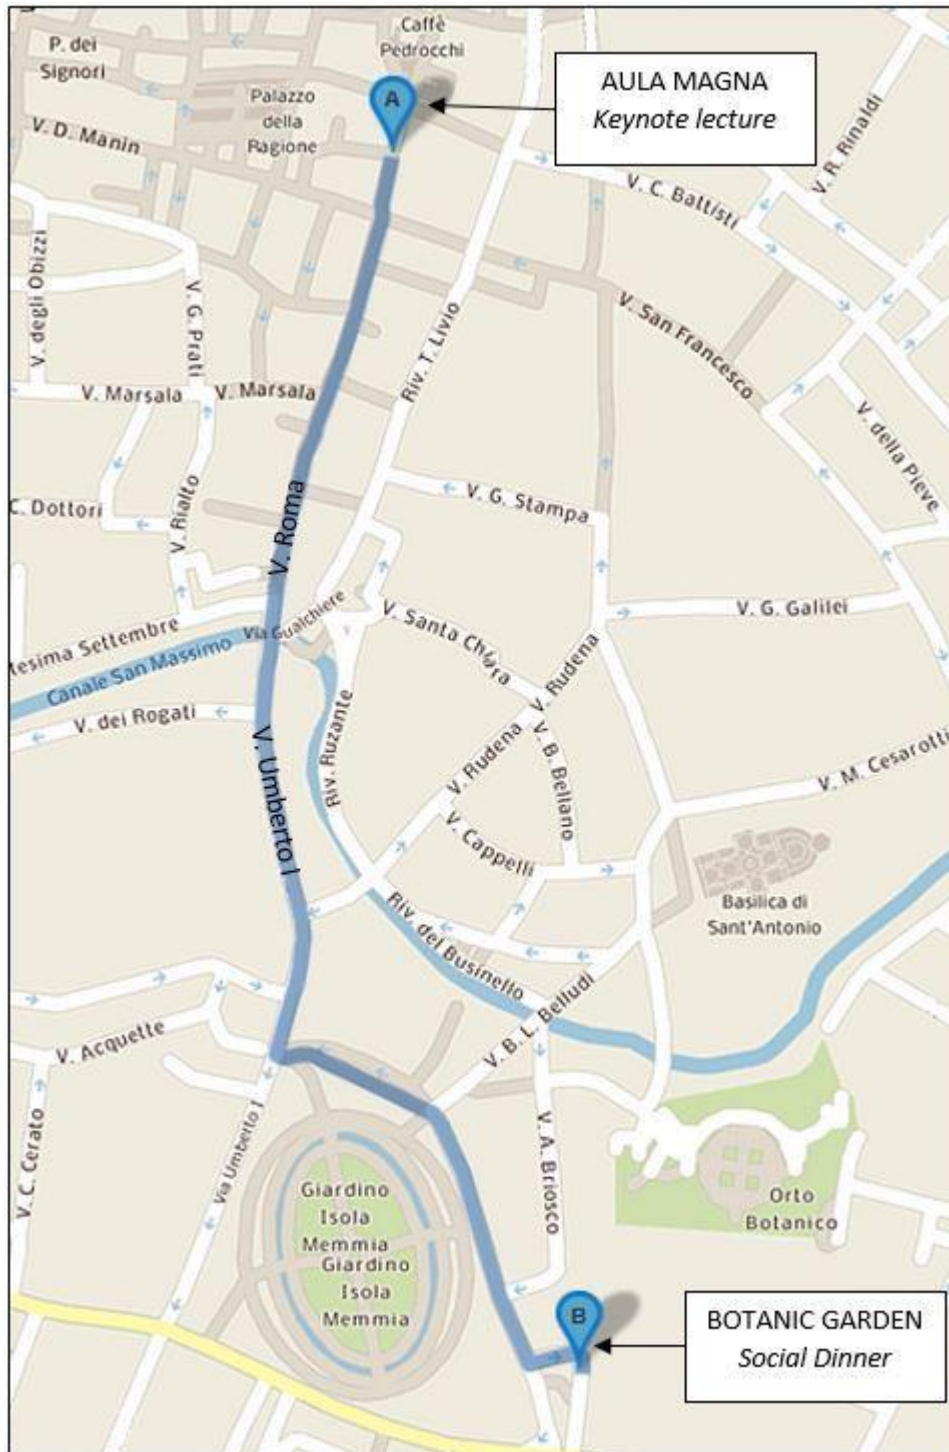 Caffè
Pedrocchi
P. dei
Signori
A
AULA MAGNA
Keynote lecture
Palazzo
della
Ragione
V. D. Manin
V. R. Rinaldi
V. C. Battisti
V. degli Obizzi
V. G. Prati
Riv. T. Livio
V. San Francesco
V. Marsala
V. Marsala
V. della Pieve
V. G. Stampa
C. Dottori
V. Rialto
V. Roma
V. G. Galilei
Via Gualchiere
V. Santa Chiara
tesima Settembre
Canale San Massimo
V. Rudena
V. dei Rogati
Riv. Ruzante
V. Rudena
V. B. Bellano
V. M. Cesarotti
V. Umberto I
V. Cappelli
Basilica di
Sant'Antonio
Riv. del Businello
V. B. L. Belludi
V. Acquette
V. C. Cerato
Via Umberto I
V. A. Briosco
Orto
Botanico
Giardino
Isola
Memmia
Giardino
Isola
Memmia
B
BOTANIC GARDEN
Social Dinner